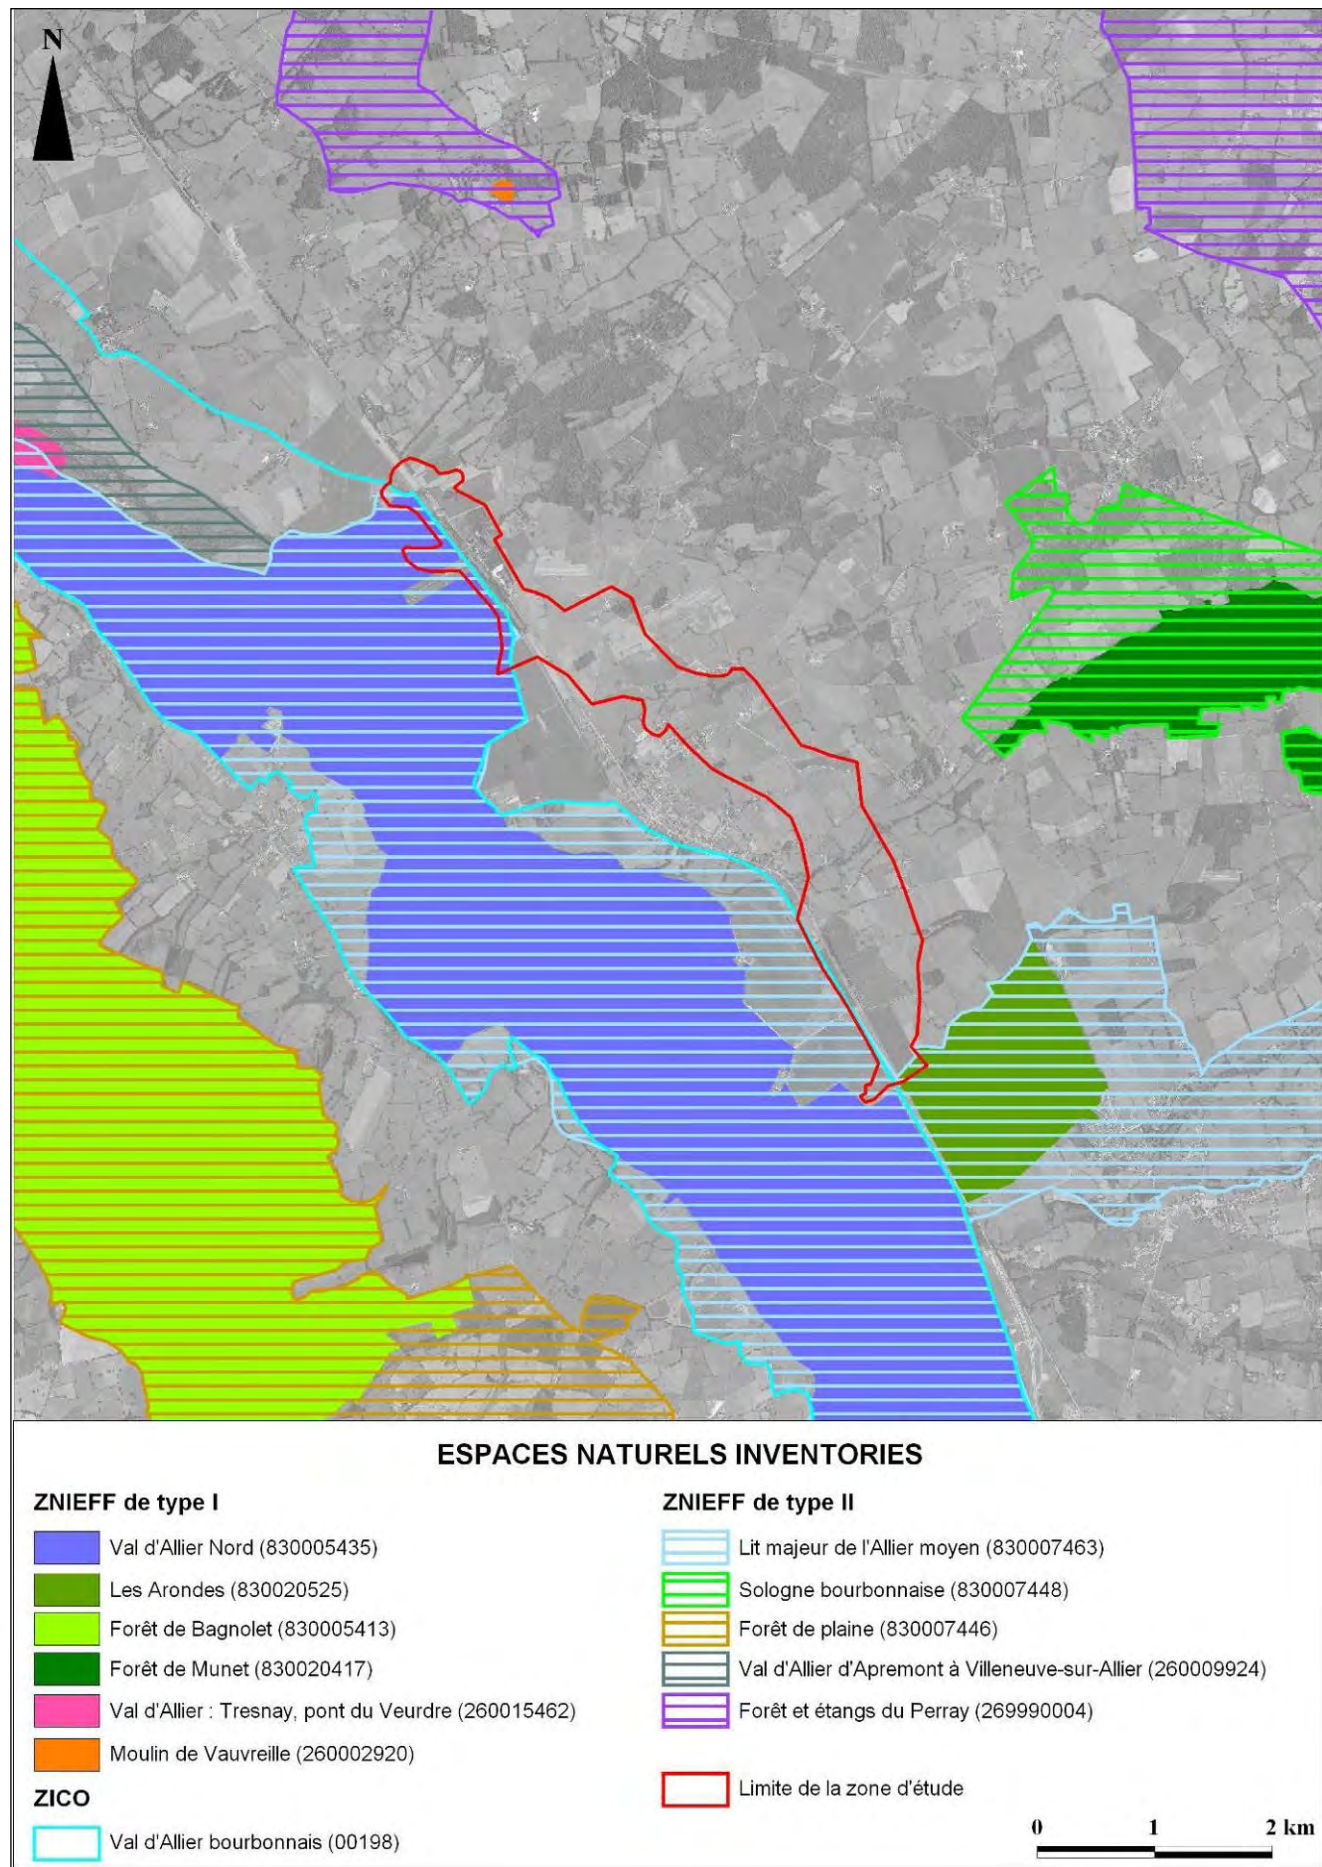 N
ESPACES NATURELS INVENTORIES
ZNIEFF de type I
Val d'Allier Nord (830005435)
Les Arondes (830020525)
Forêt de Bagnolet (830005413)
Forêt de Munet (830020417)
Val d'Allier : Tresnay, pont du Veurdre (260015462)
Moulin de Vauvreille (260002920)
ZICO
Val d'Allier bourbonnais (00198)
ZNIEFF de type II
Lit majeur de l'Allier moyen (830007463)
Sologne bourbonnaise (830007448)
Forêt de plaine (830007446)
Val d'Allier d'Apremont à Villeneuve-sur-Allier (260009924)
Forêt et étangs du Perray (269990004)
Limite de la zone d'étude
0 1 2 km